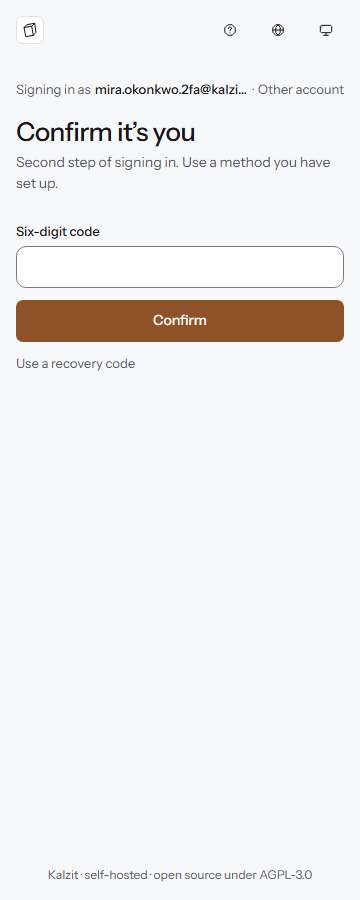 Signing in as mira.okonkwo.2fa@kalzi... · Other account
Confirm it’s you
Second step of signing in. Use a method you have
set up.
Six-digit code
Confirm
Use a recovery code
Kalzit · self-hosted · open source under AGPL-3.0